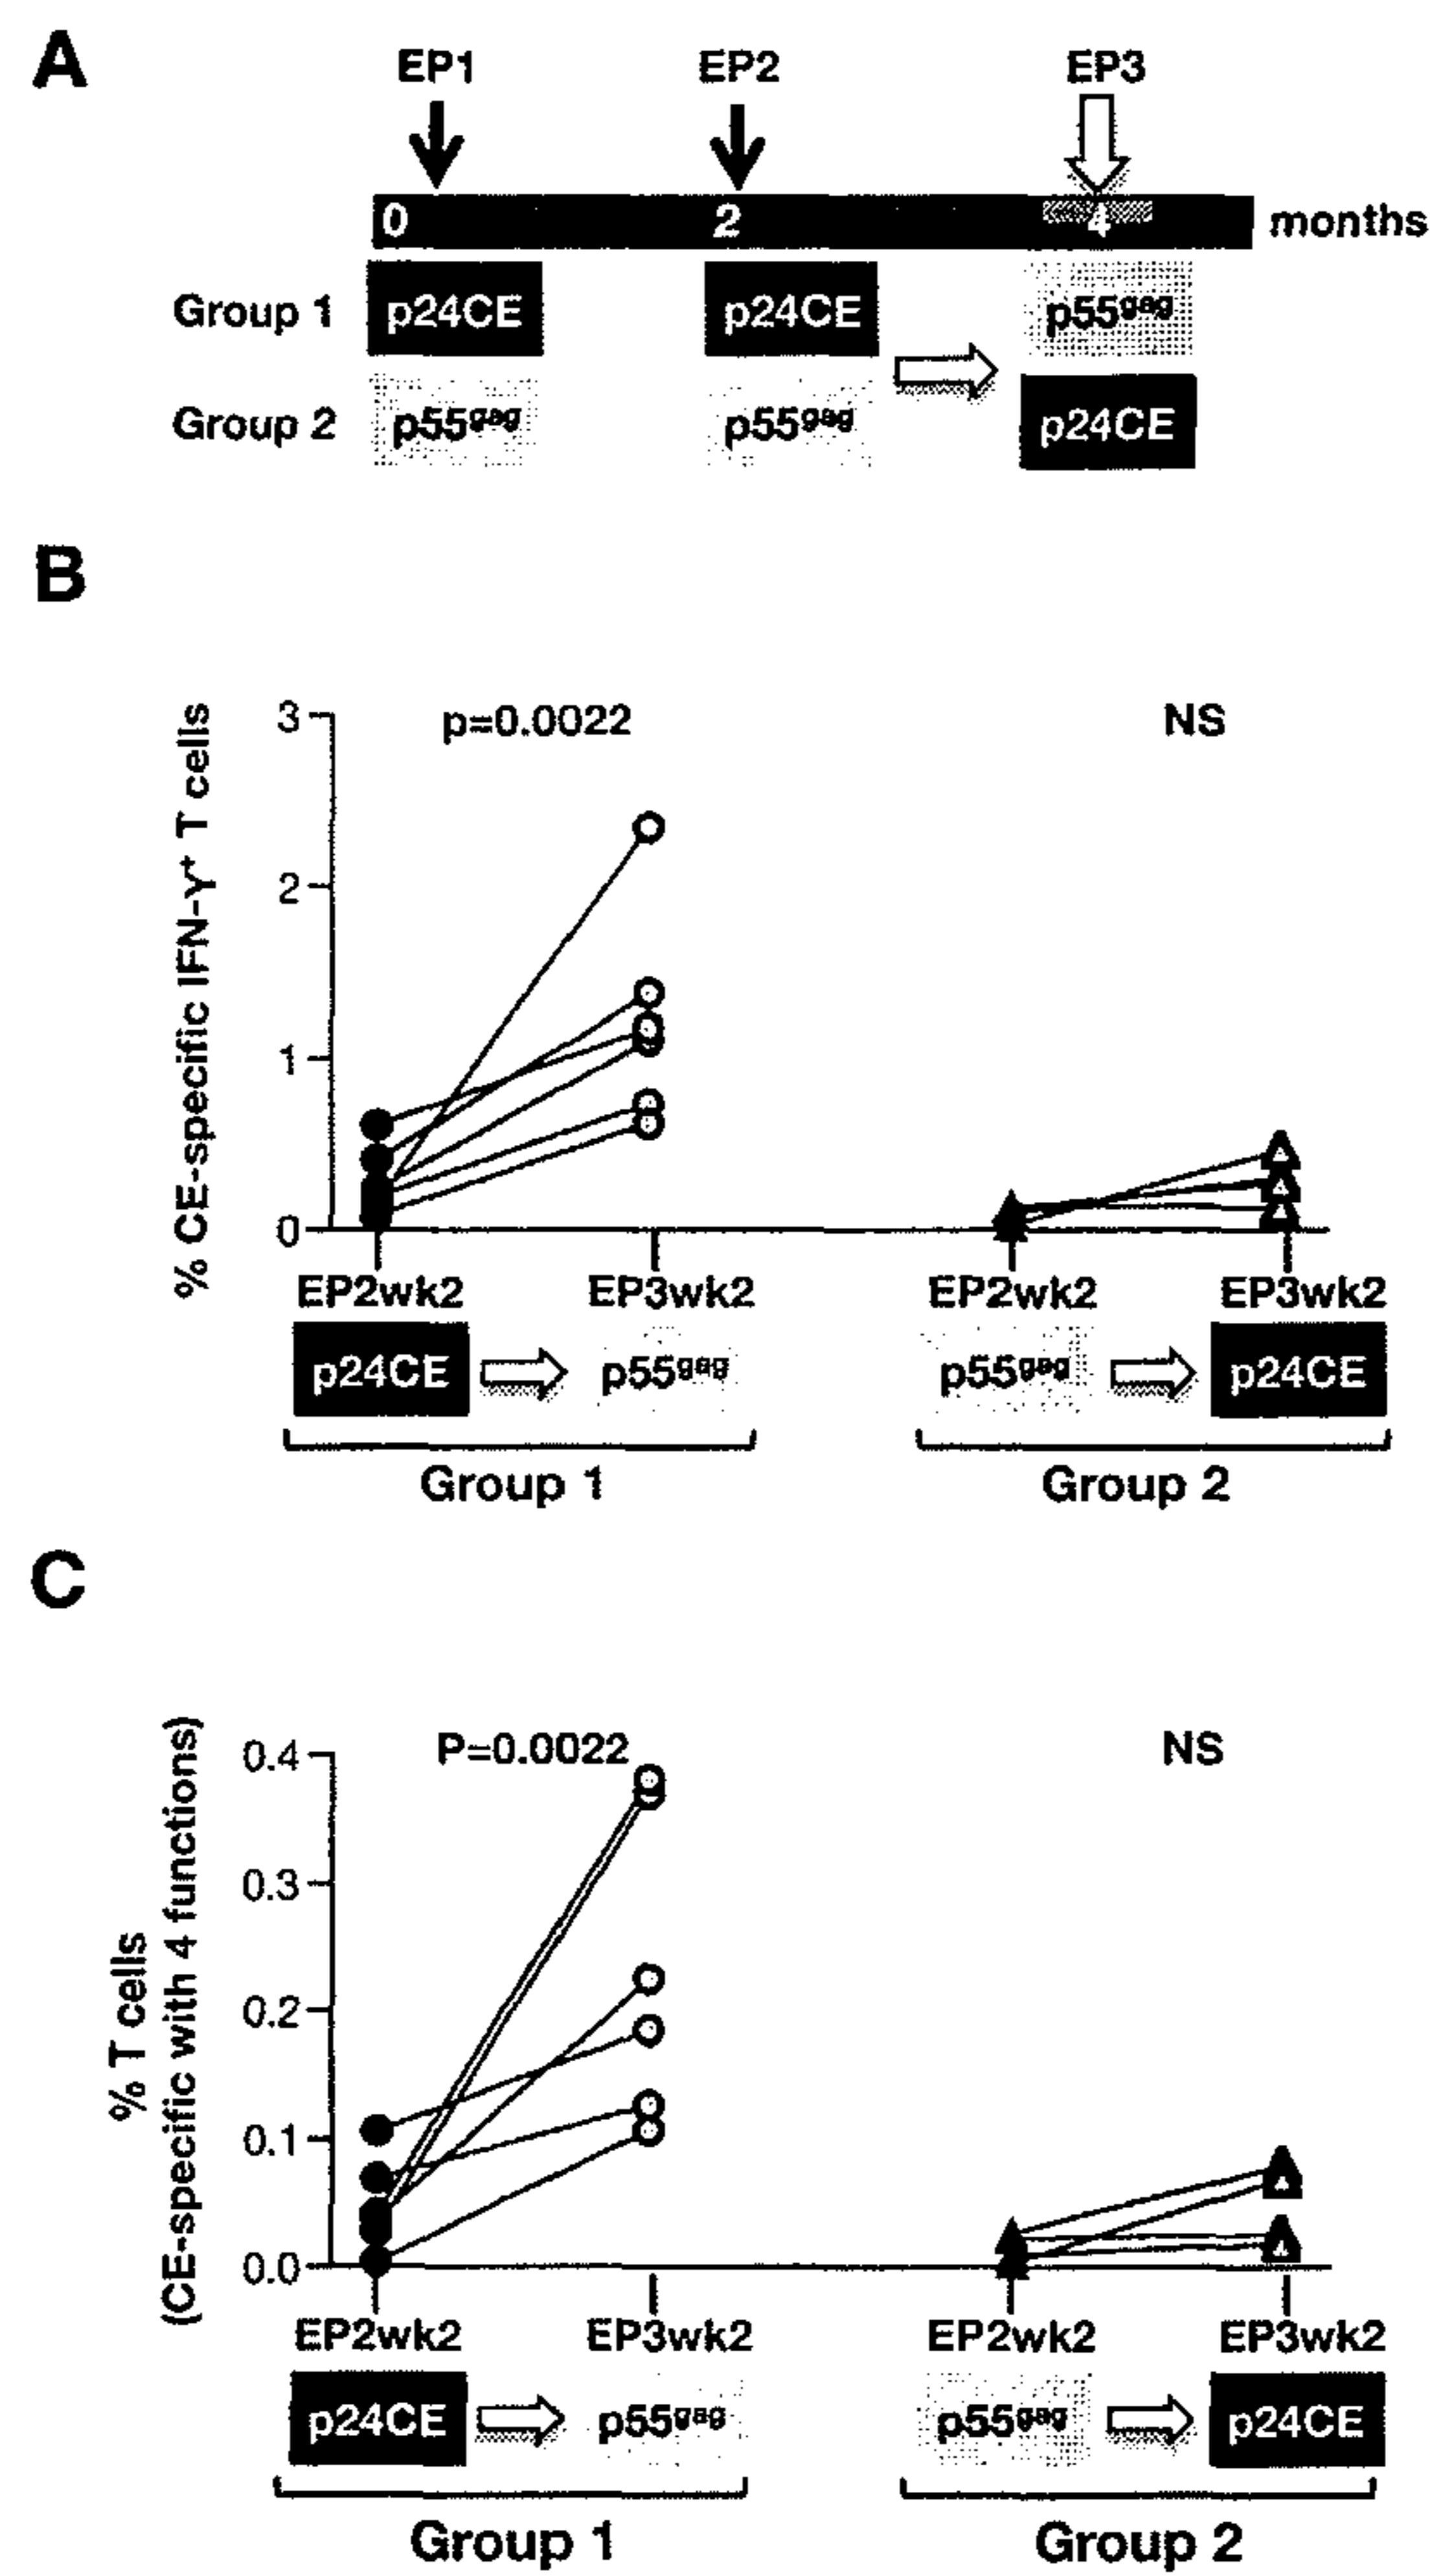 A
EP1 EP2 EP3
0 2 4 months
Group 1 p24CE p24CE p55gag
Group 2 p55gag p55gag p24CE
B
% CE-specific IFN-γ+ T cells
p=0.0022 NS
3
2
1
0
EP2wk2 EP3wk2 EP2wk2 EP3wk2
p24CE p55gag p55gag p24CE
Group 1 Group 2
C
% T cells
(CE-specific with 4 functions)
P=0.0022 NS
0.4
0.3
0.2
0.1
0.0
EP2wk2 EP3wk2 EP2wk2 EP3wk2
p24CE p55gag p55gag p24CE
Group 1 Group 2